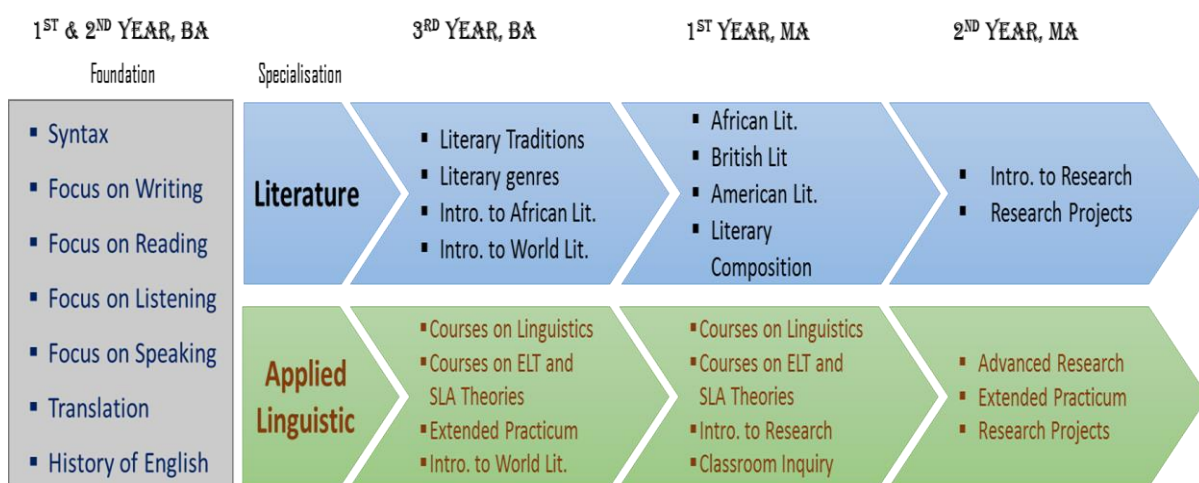 1ST & 2ND YEAR, BA
3RD YEAR, BA
1ST YEAR, MA
2ND YEAR, MA
Foundation
Specialisation
▪ Syntax
▪ Focus on Writing
▪ Focus on Reading
▪ Focus on Listening
▪ Focus on Speaking
▪ Translation
▪ History of English
Literature
▪ Literary Traditions
▪ Literary genres
▪ Intro. to African Lit.
▪ Intro. to World Lit.
▪ African Lit.
▪ British Lit
▪ American Lit.
▪ Literary
Composition
▪ Intro. to Research
▪ Research Projects
Applied
Linguistic
▪ Courses on Linguistics
▪ Courses on ELT and
SLA Theories
▪ Extended Practicum
▪ Intro. to World Lit.
▪ Courses on Linguistics
▪ Courses on ELT and
SLA Theories
▪ Intro. to Research
▪ Classroom Inquiry
▪ Advanced Research
▪ Extended Practicum
▪ Research Projects